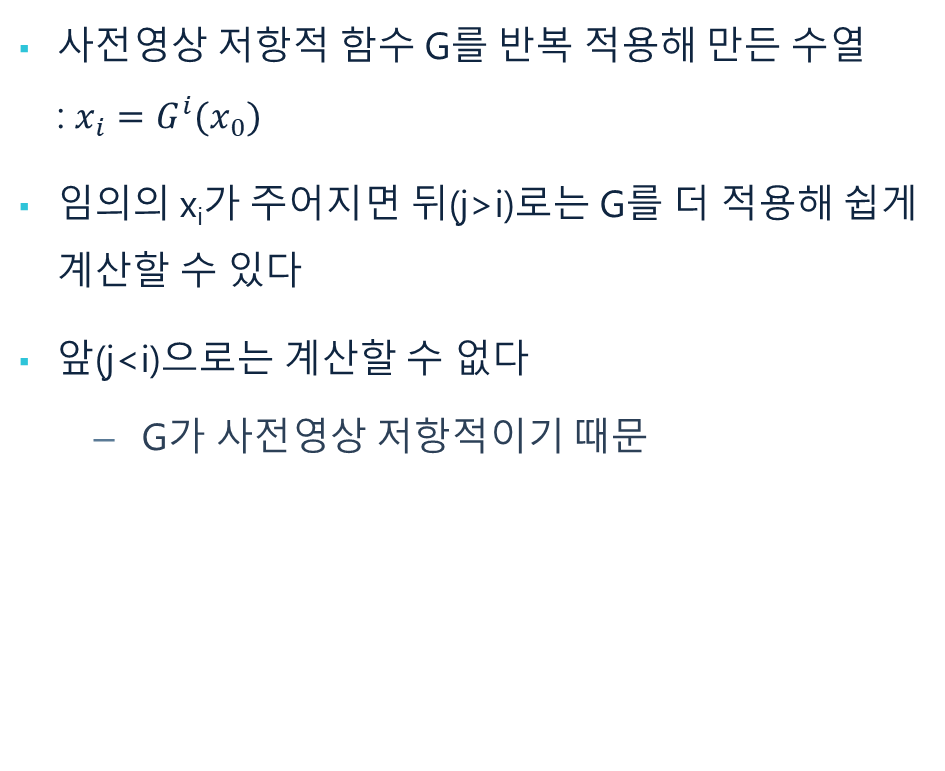 ▪ 사전영상 저항적 함수 G를 반복 적용해 만든 수열
: xᵢ = Gⁱ(x₀)
▪ 임의의 xᵢ가 주어지면 뒤(j>i)로는 G를 더 적용해 쉽게
계산할 수 있다
▪ 앞(j<i)으로는 계산할 수 없다
– G가 사전영상 저항적이기 때문